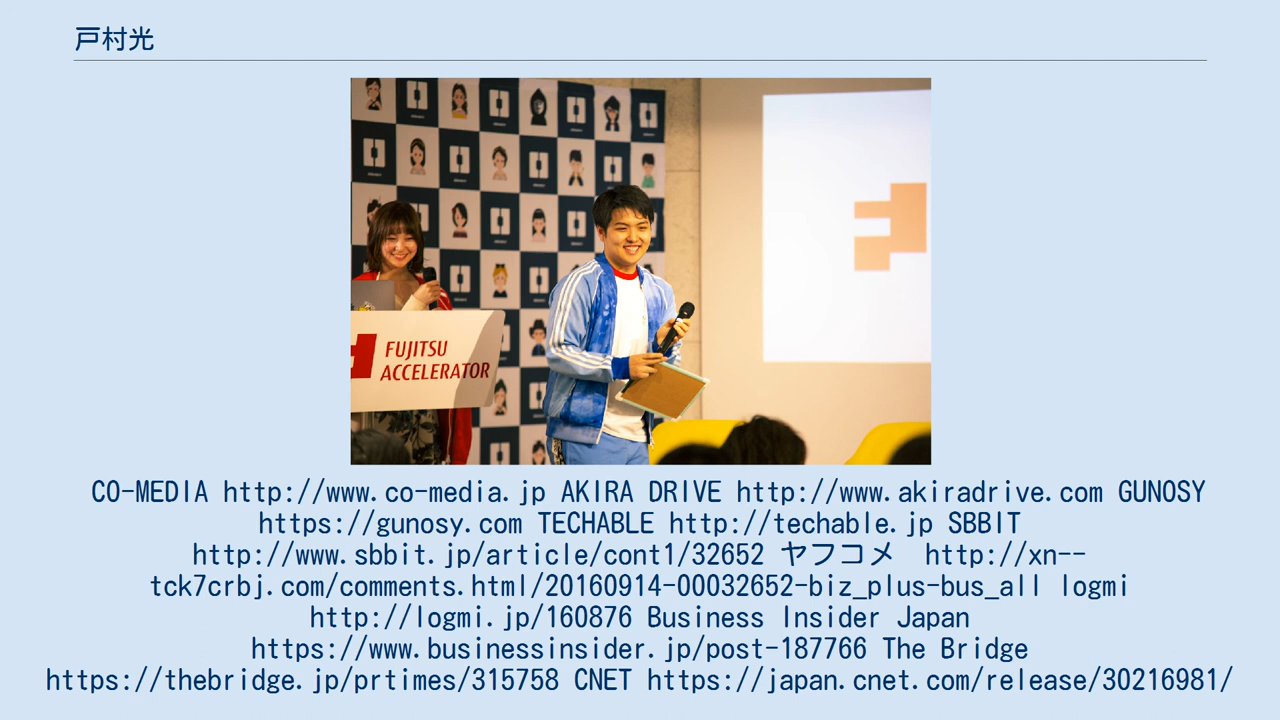 戸村光
FUJITSU
ACCELERATOR
CO-MEDIA http://www.co-media.jp AKIRA DRIVE http://www.akiradrive.com GUNOSY
https://gunosy.com TECHABLE http://techable.jp SBBIT
http://www.sbbit.jp/article/cont1/32652 ヤフコメ　http://xn--
tck7crbj.com/comments.html/20160914-00032652-biz_plus-bus_all logmi
http://logmi.jp/160876 Business Insider Japan
https://www.businessinsider.jp/post-187766 The Bridge
https://thebridge.jp/prtimes/315758 CNET https://japan.cnet.com/release/30216981/